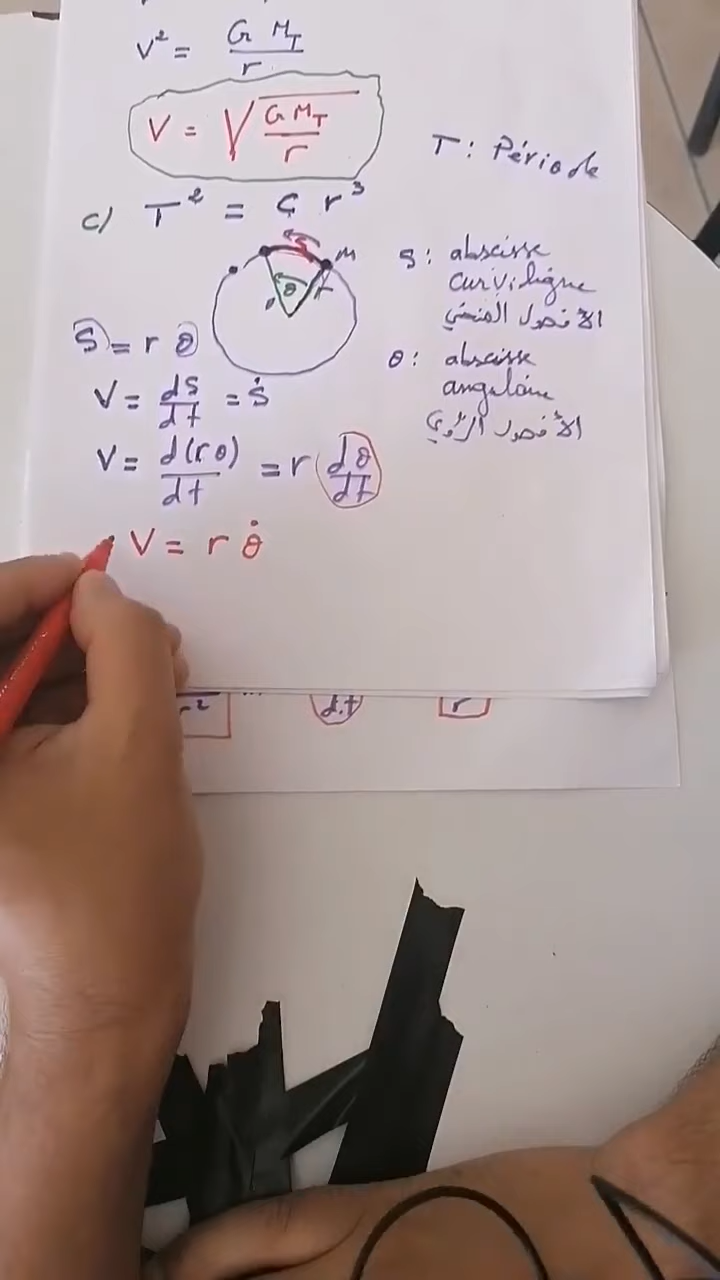 V² = G M_T / r
V = √(G M_T / r)
T : Période
c) T² = C r³
S M
θ r
S : abscisse
curviligne
الأفصول المنحني
S = r θ
θ : abscisse
angulaire
الأفصول الزاوي
V = dS/dt = Ṡ
V = d(r θ)/dt = r dθ/dt
V = r θ̇
r² ... d.t r